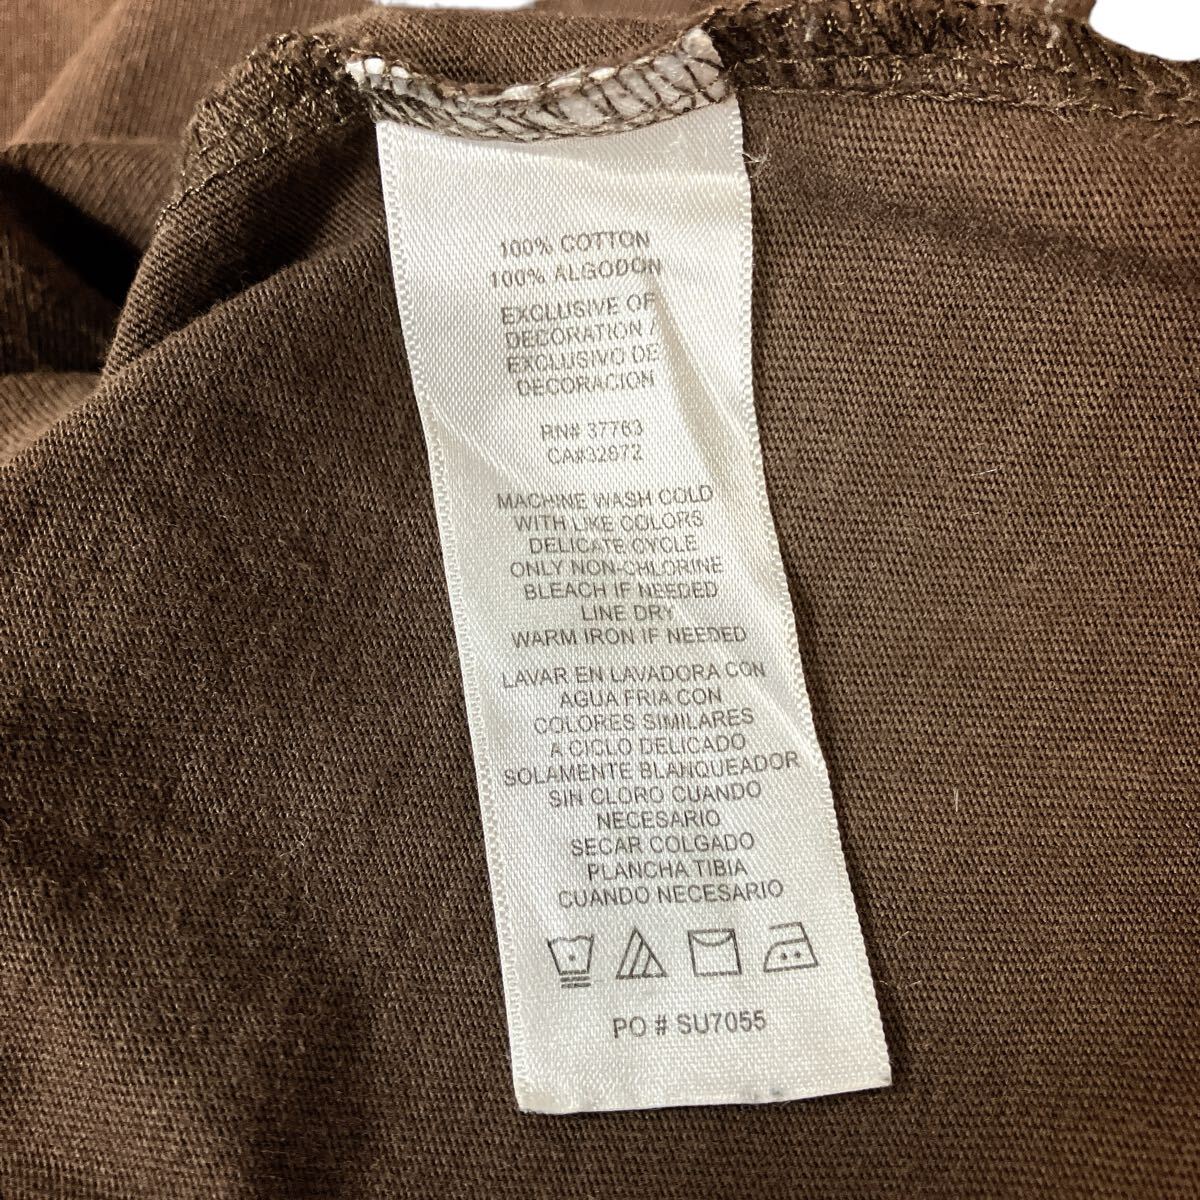 100% COTTON
100% ALGODON
EXCLUSIVE OF
DECORATION /
EXCLUSIVO DE
DECORACION
RN# 37763
CA#32972
MACHINE WASH COLD
WITH LIKE COLORS
DELICATE CYCLE
ONLY NON-CHLORINE
BLEACH IF NEEDED
LINE DRY
WARM IRON IF NEEDED
LAVAR EN LAVADORA CON
AGUA FRIA CON
COLORES SIMILARES
A CICLO DELICADO
SOLAMENTE BLANQUEADOR
SIN CLORO CUANDO
NECESARIO
SECAR COLGADO
PLANCHA TIBIA
CUANDO NECESARIO
PO # SU7055